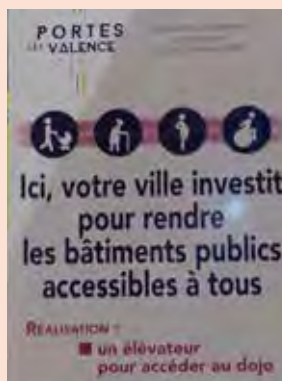 PORTES
LES VALENCE
Ici, votre ville investit
pour rendre
les bâtiments publics
accessibles à tous
RÉALISATION :
un élévateur
pour accéder au dojo